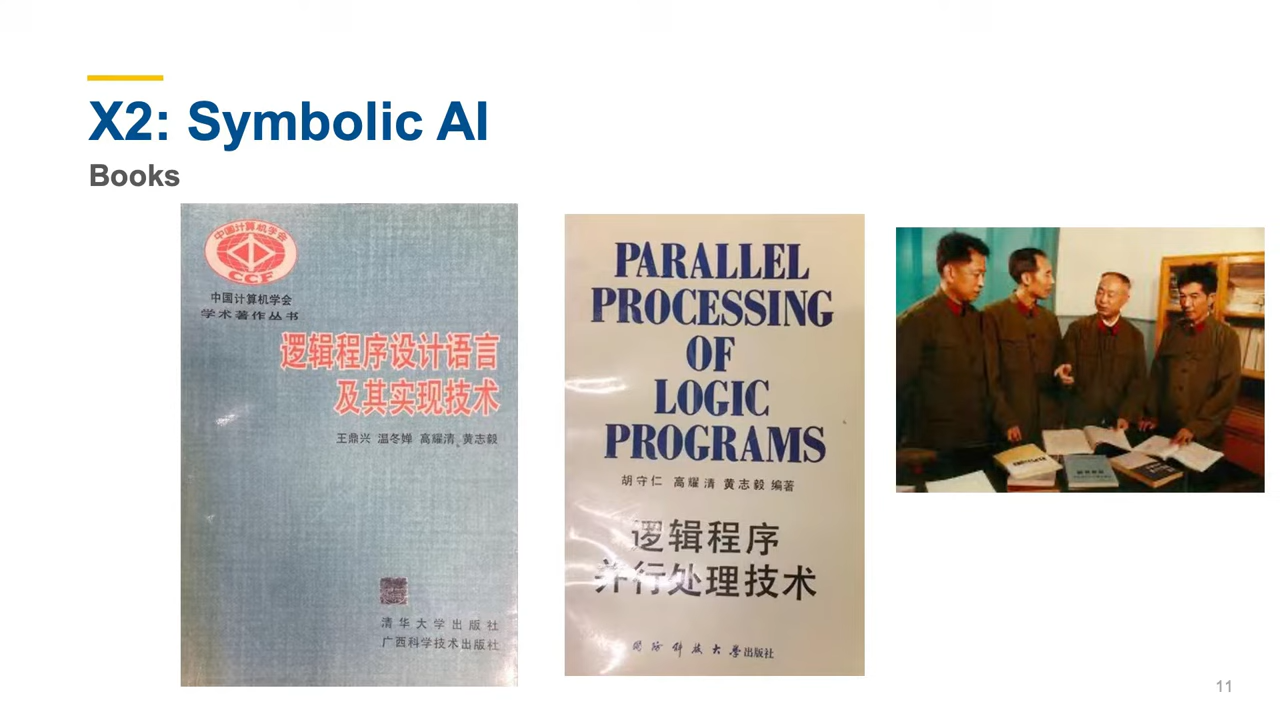 X2: Symbolic AI
Books
中国计算机学会
CCF
中国计算机学会
学术著作丛书
逻辑程序设计语言
及其实现技术
王鼎兴 温冬婵 高耀清 黄志毅
清华大学出版社
广西科学技术出版社
PARALLEL
PROCESSING
OF
LOGIC
PROGRAMS
胡守仁 高耀清 黄志毅 编著
逻辑程序
并行处理技术
国防科技大学出版社
11